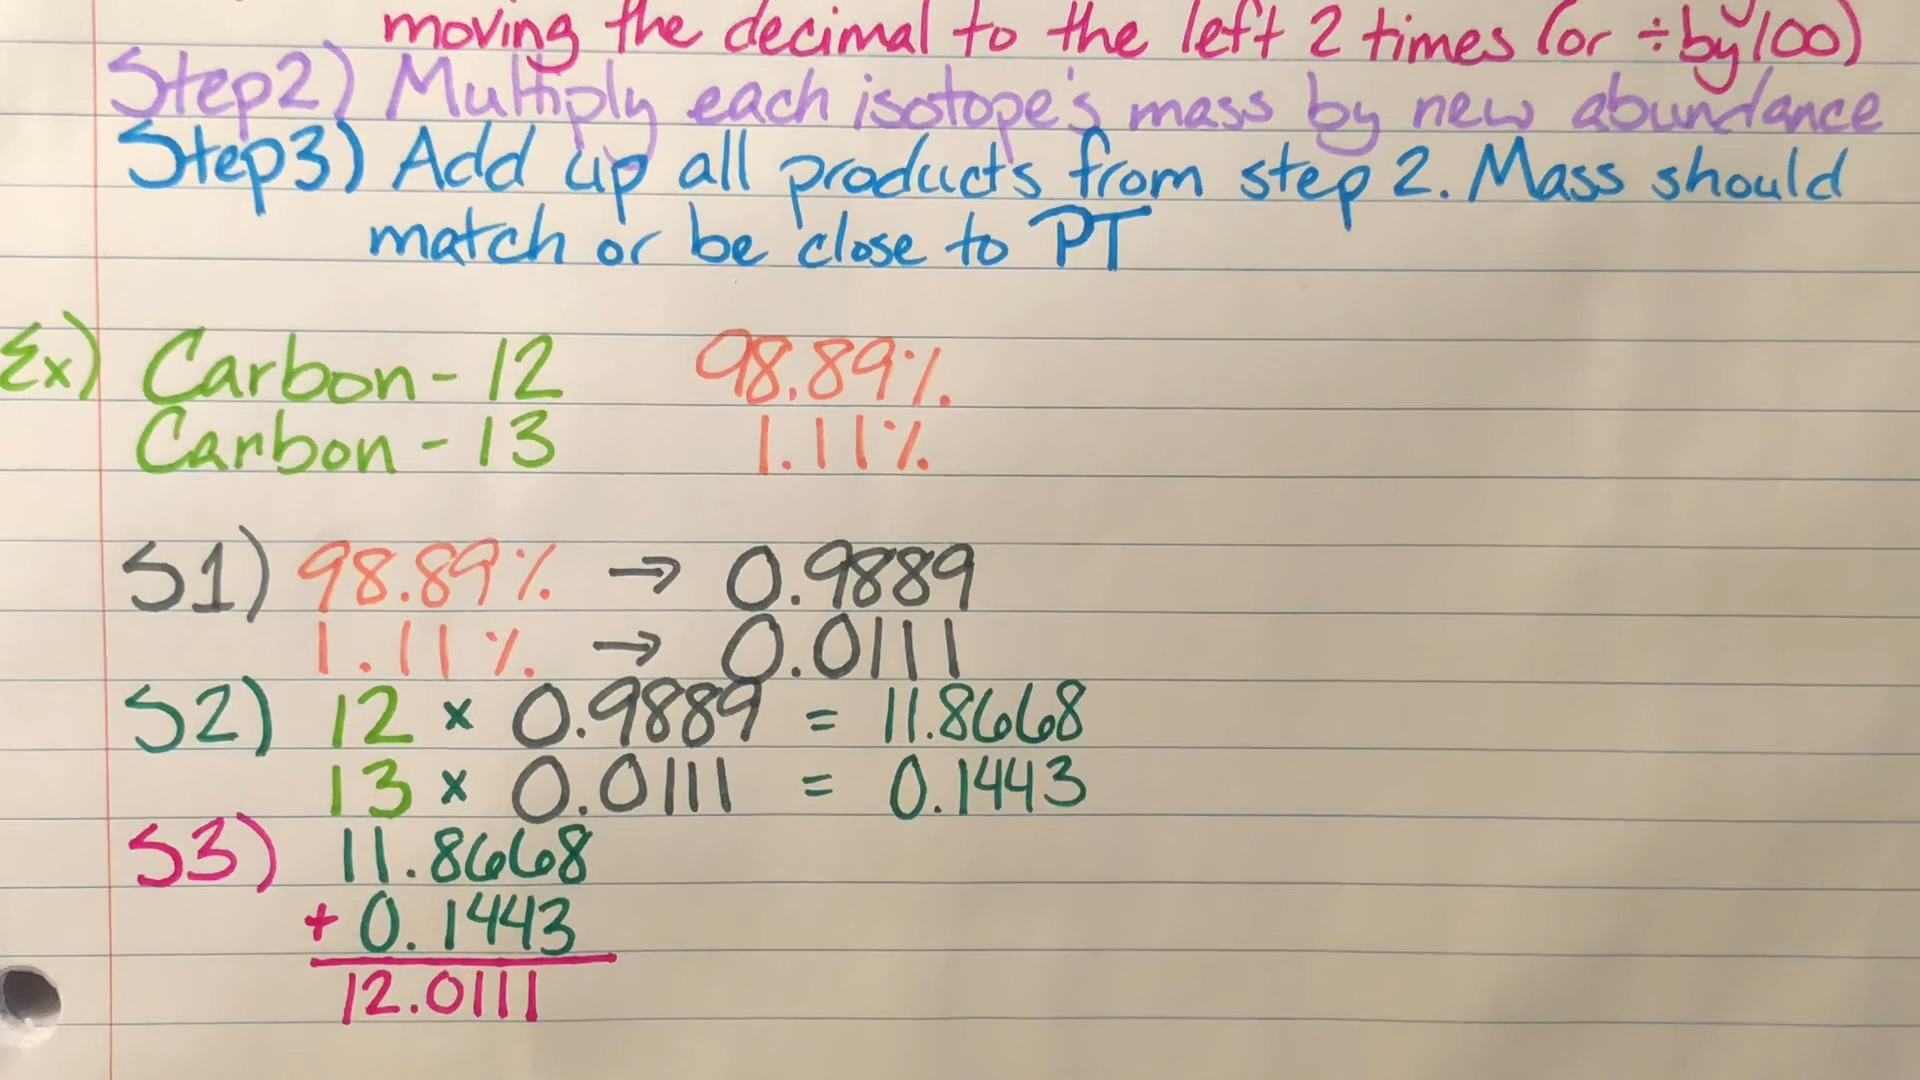 moving the decimal to the left 2 times (or ÷ by 100)
Step2) Multiply each isotope's mass by new abundance
Step3) Add up all products from step 2. Mass should
match or be close to PT
Ex) Carbon - 12 98.89%
Carbon - 13 1.11%
S1) 98.89% → 0.9889
1.11% → 0.0111
S2) 12 x 0.9889 = 11.8668
13 x 0.0111 = 0.1443
S3) 11.8668
+ 0.1443
12.0111